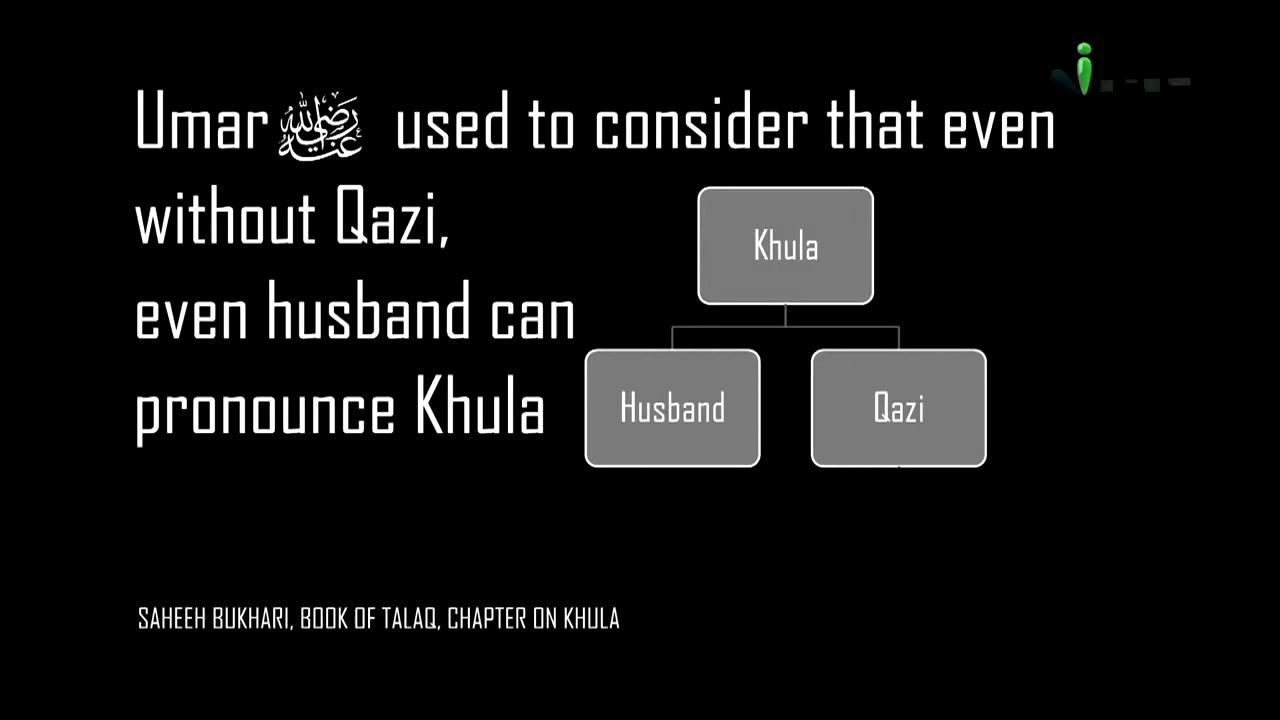 Umar رضي الله عنه used to consider that even
without Qazi,
even husband can
pronounce Khula
Khula
Husband
Qazi
SAHEEH BUKHARI, BOOK OF TALAQ, CHAPTER ON KHULA